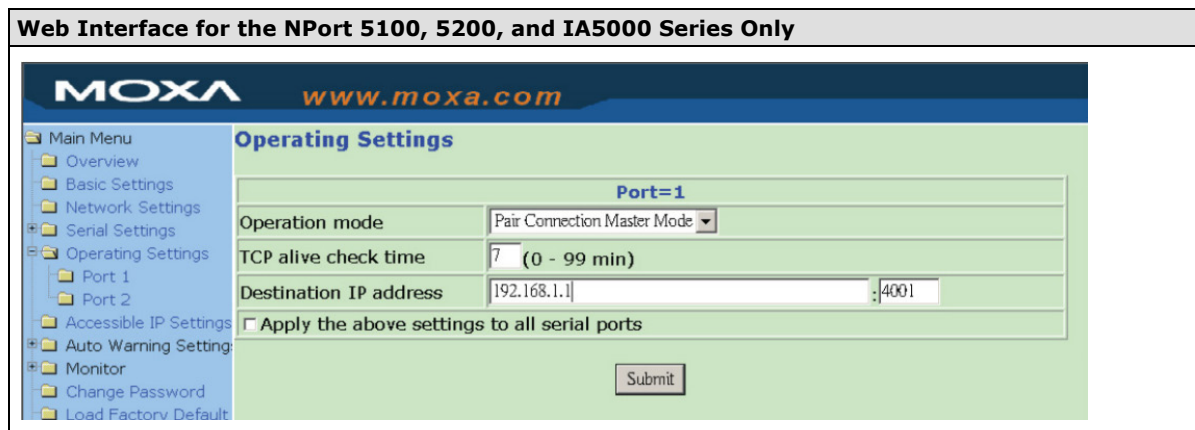 Web Interface for the NPort 5100, 5200, and IA5000 Series Only
MOXA www.moxa.com
Main Menu
Overview
Basic Settings
Network Settings
Serial Settings
Operating Settings
Port 1
Port 2
Accessible IP Settings
Auto Warning Setting
Monitor
Change Password
Load Factory Default
Operating Settings
Port=1
Operation mode Pair Connection Master Mode
TCP alive check time 7 (0 - 99 min)
Destination IP address 192.168.1.1 : 4001
Apply the above settings to all serial ports
Submit